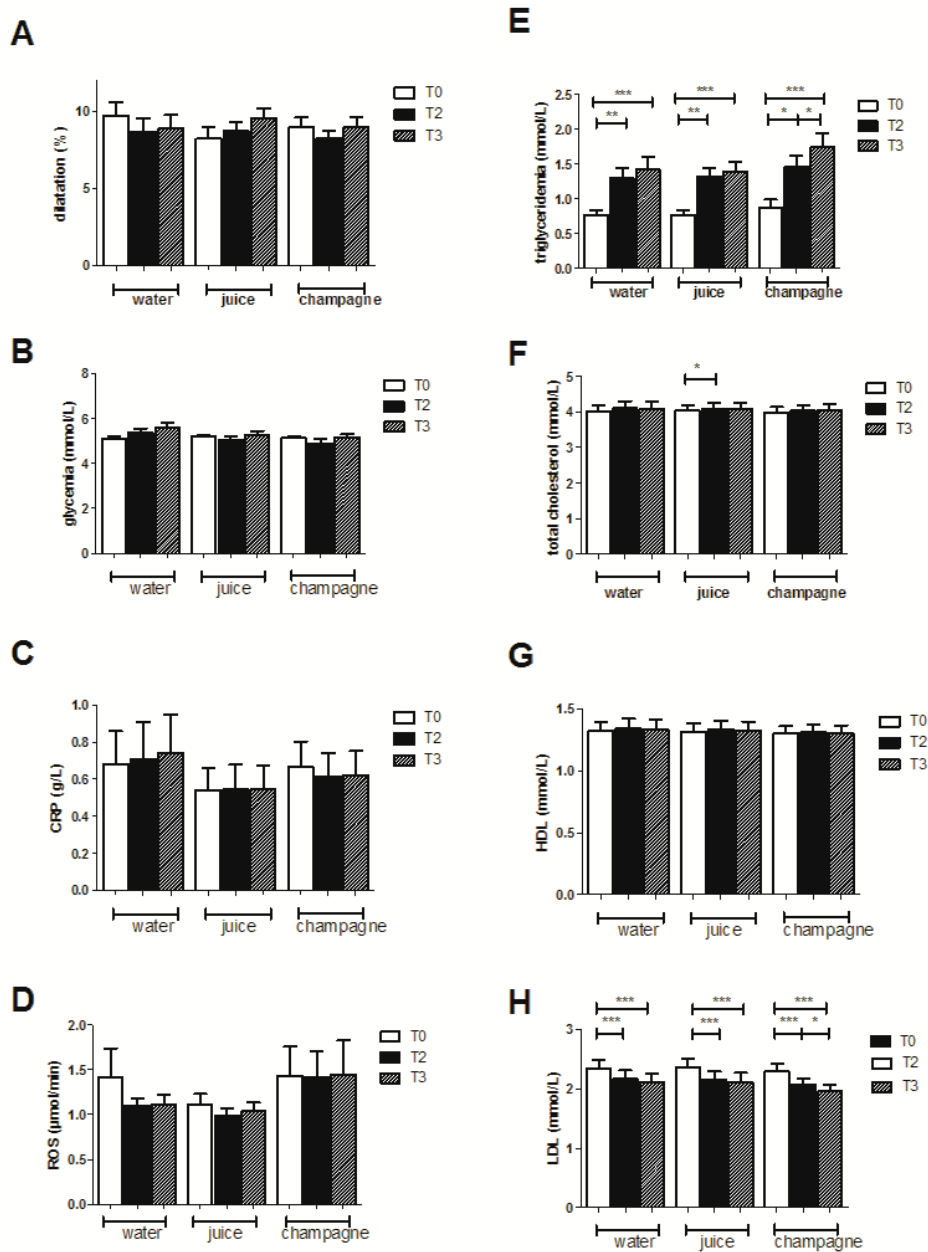 A
dilatation (%)
10
5
0
T0
T2
T3
water juice champagne
B
glycemia (mmol/L)
8
6
4
2
0
T0
T2
T3
water juice champagne
C
CRP (g/L)
1.0
0.8
0.6
0.4
0.2
0.0
T0
T2
T3
water juice champagne
D
ROS (µmol/min)
2.0
1.5
1.0
0.5
0.0
T0
T2
T3
water juice champagne
E
triglyceridemia (mmol/L)
2.5
2.0
1.5
1.0
0.5
0.0
*** *** ***
** ** * *
T0
T2
T3
water juice champagne
F
total cholesterol (mmol/L)
5
4
3
2
1
0
*
T0
T2
T3
water juice champagne
G
HDL (mmol/L)
1.5
1.0
0.5
0.0
T0
T2
T3
water juice champagne
H
LDL (mmol/L)
3
2
1
0
*** *** ***
*** *** *** *
T0
T2
T3
water juice champagne